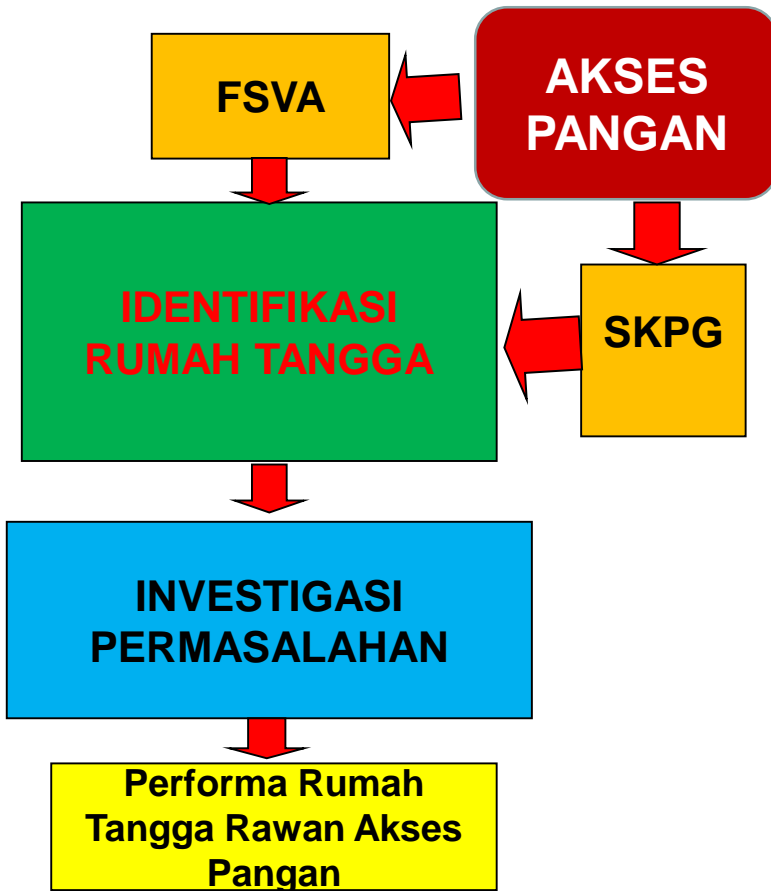 FSVA
AKSES
PANGAN
IDENTIFIKASI
RUMAH TANGGA
SKPG
INVESTIGASI
PERMASALAHAN
Performa Rumah
Tangga Rawan Akses
Pangan